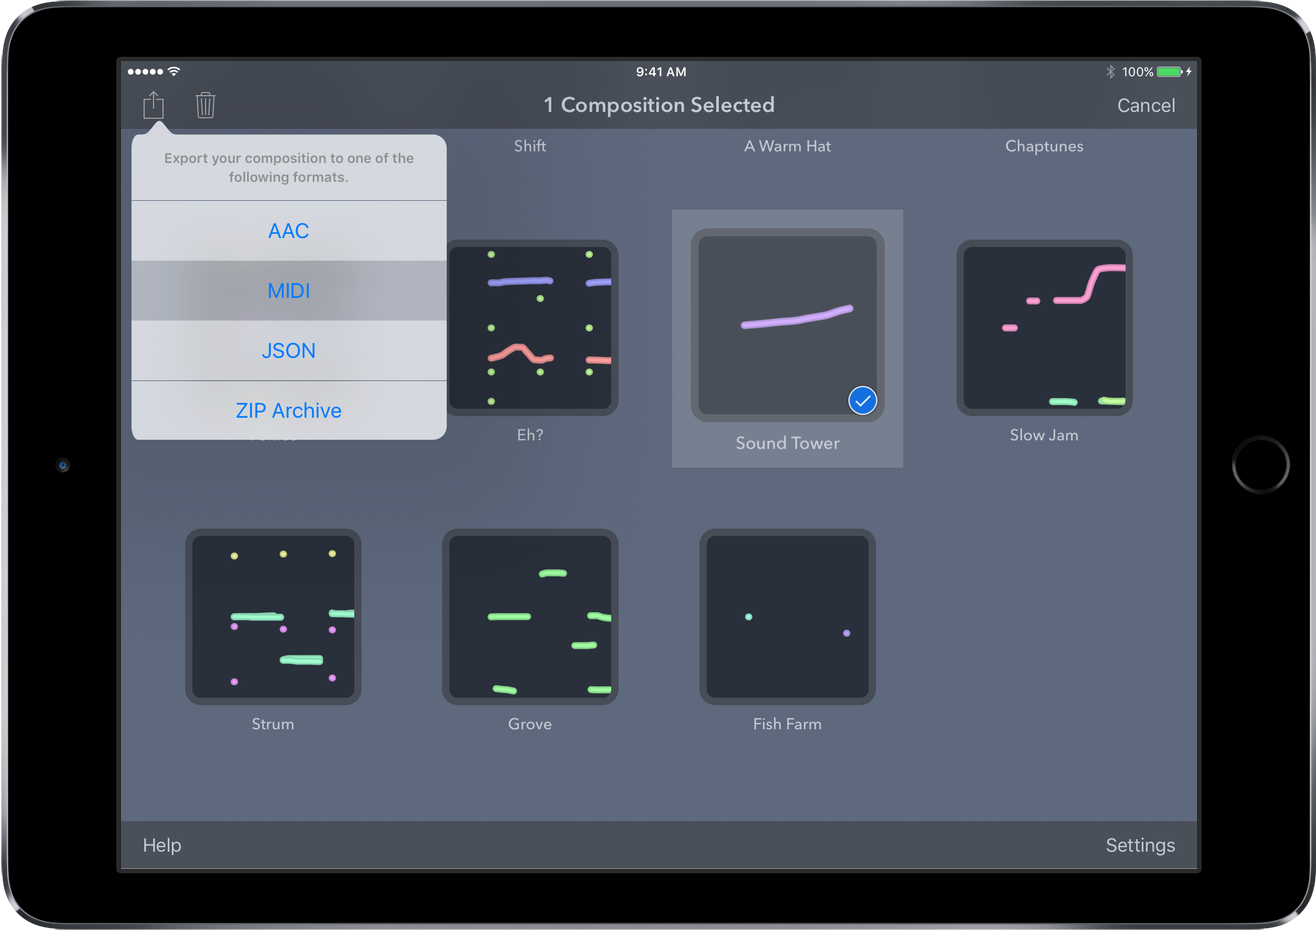 9:41 AM
100%
1 Composition Selected
Cancel
Export your composition to one of the
following formats.
AAC
MIDI
JSON
ZIP Archive
Shift
A Warm Hat
Chaptunes
Eh?
Sound Tower
Slow Jam
Strum
Grove
Fish Farm
Help
Settings